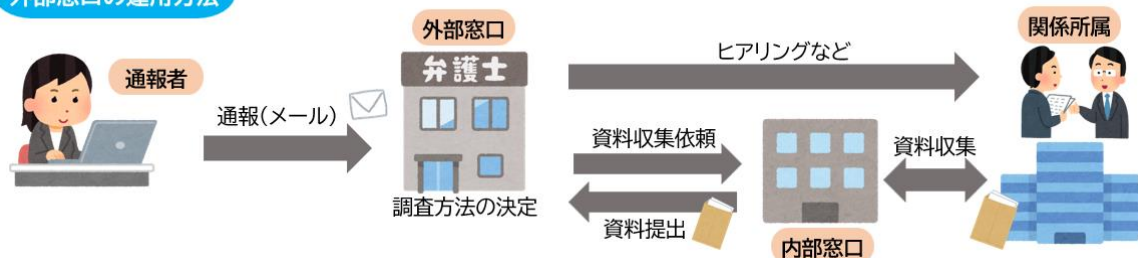 外部窓口の運用方法
通報者
通報(メール)
外部窓口
弁護士
調査方法の決定
ヒアリングなど
資料収集依頼
資料提出
内部窓口
資料収集
関係所属